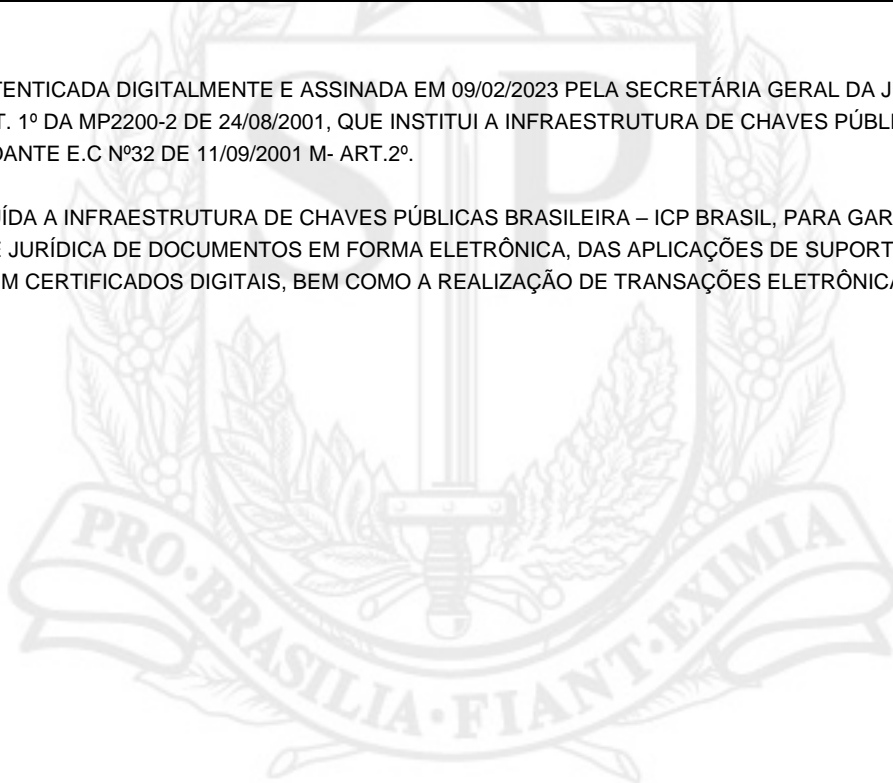 TENTICADA DIGITALMENTE E ASSINADA EM 09/02/2023 PELA SECRETÁRIA GERAL DA J
T. 1º DA MP2200-2 DE 24/08/2001, QUE INSTITUI A INFRAESTRUTURA DE CHAVES PÚBL
DANTE E.C Nº32 DE 11/09/2001 M- ART.2º.
ÍDA A INFRAESTRUTURA DE CHAVES PÚBLICAS BRASILEIRA – ICP BRASIL, PARA GAR
E JURÍDICA DE DOCUMENTOS EM FORMA ELETRÔNICA, DAS APLICAÇÕES DE SUPORT
M CERTIFICADOS DIGITAIS, BEM COMO A REALIZAÇÃO DE TRANSAÇÕES ELETRÔNICA
SP
PRO·BRASILIA·FIANT·EXIMIA